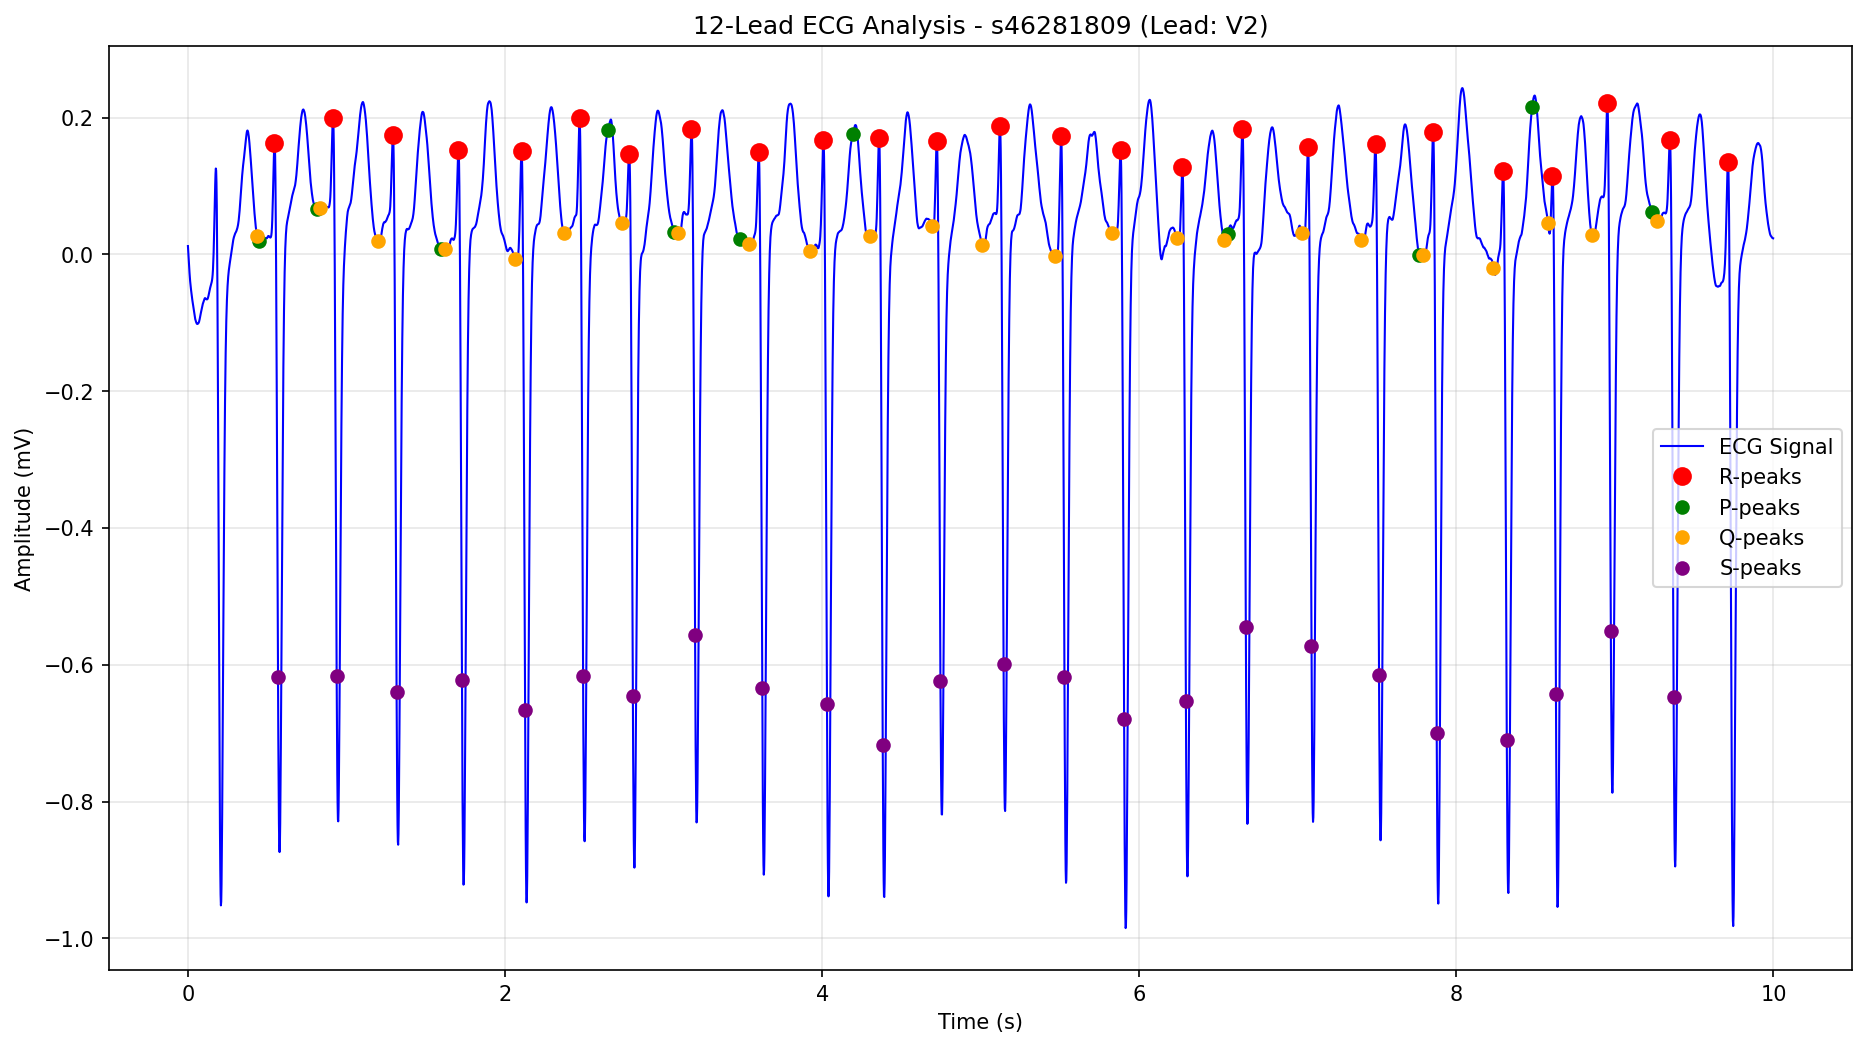 12-Lead ECG Analysis - s46281809 (Lead: V2)
Amplitude (mV)
0.2
0.0
−0.2
−0.4
−0.6
−0.8
−1.0
ECG Signal
R-peaks
P-peaks
Q-peaks
S-peaks
0 2 4 6 8 10
Time (s)